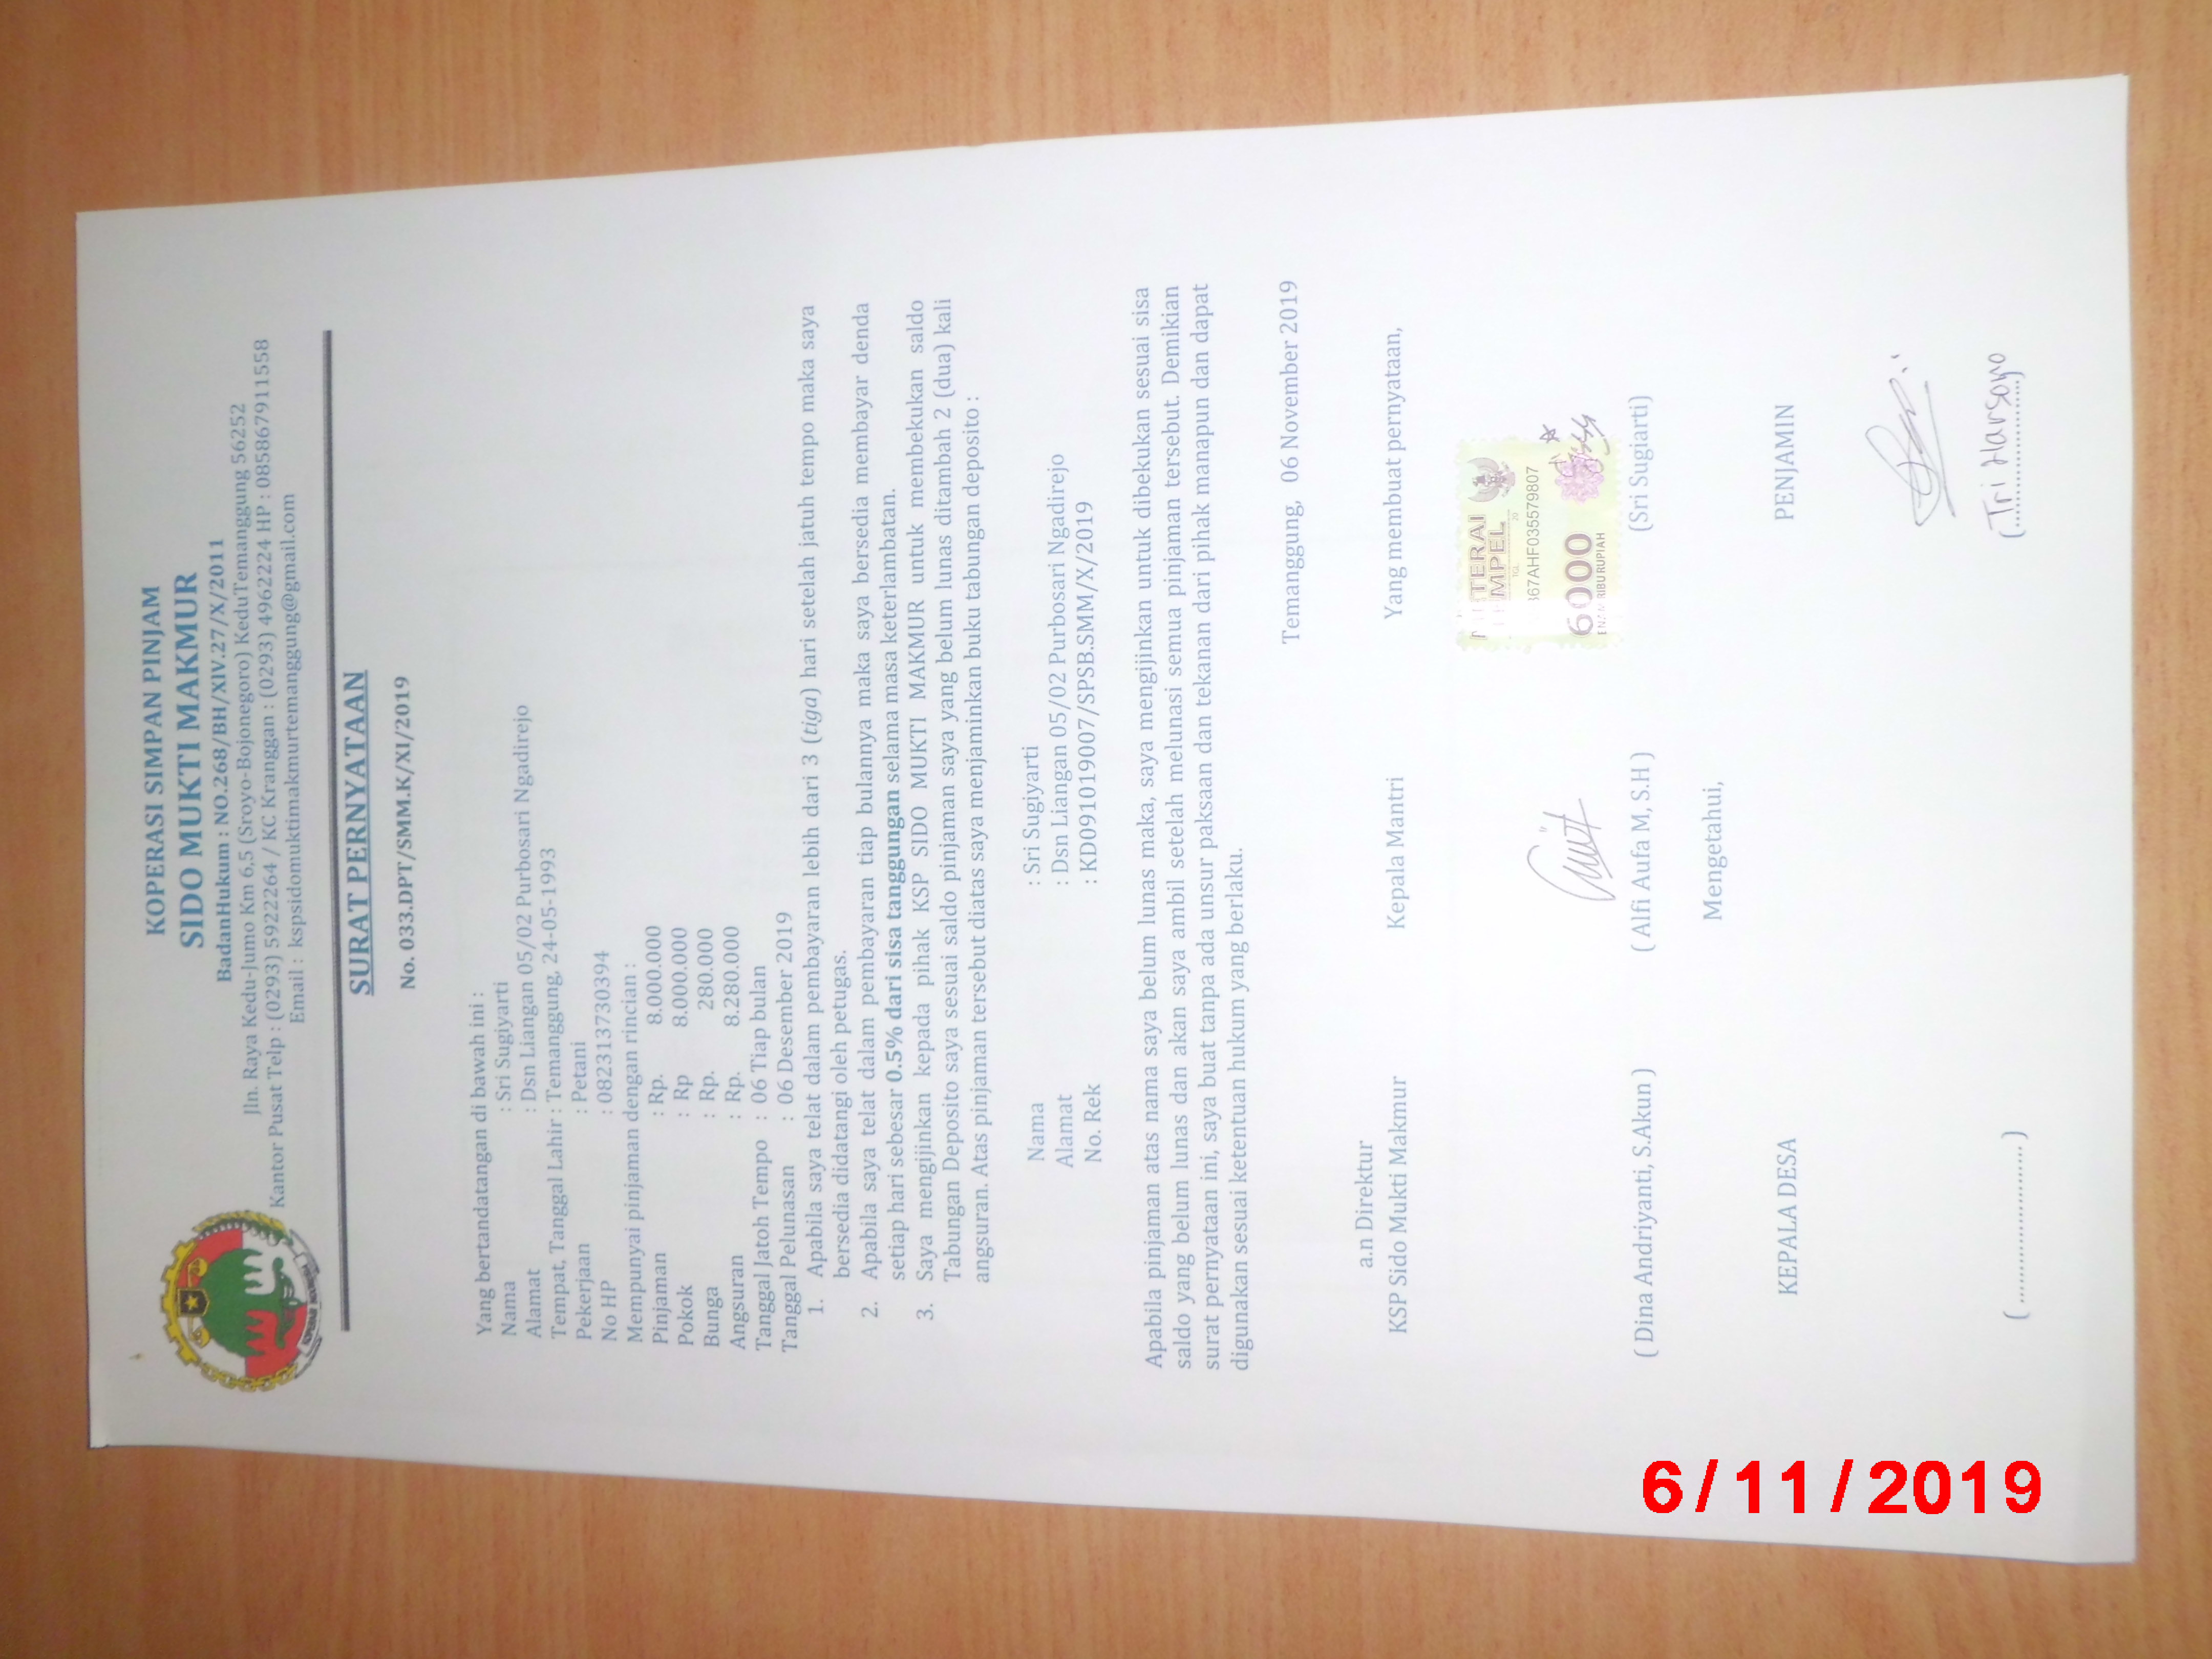 KOPERASI SIMPAN PINJAM
SIDO MUKTI MAKMUR
BadanHukum : NO.268/BH/XIV.27/X/2011
Jln. Raya Kedu-Jumo Km 6,5 (Sroyo-Bojonegoro) KeduTemanggung 56252
Kantor Pusat Telp : ((0293) 5922264 / KC Kranggan : (0293) 4962224 HP : 085867911558
Email : kspsidomuktimakmurtemanggung@gmail.com
SURAT PERNYATAAN
No. 033.DPT/SMM.K/XI/2019
Yang bertandatangan di bawah ini :
Nama : Sri Sugiyarti
Alamat : Dsn Liangan 05/02 Purbosari Ngadirejo
Tempat, Tanggal Lahir : Temanggung, 24-05-1993
Pekerjaan : Petani
No HP : 082313730394
Mempunyai pinjaman dengan rincian :
Pinjaman : Rp. 8.000.000
Pokok : Rp 8.000.000
Bunga : Rp. 280.000
Angsuran : Rp. 8.280.000
Tanggal Jatoh Tempo : 06 Tiap bulan
Tanggal Pelunasan : 06 Desember 2019
1. Apabila saya telat dalam pembayaran lebih dari 3 (tiga) hari setelah jatuh tempo maka saya
bersedia didatangi oleh petugas.
2. Apabila saya telat dalam pembayaran tiap bulannya maka saya bersedia membayar denda
setiap hari sebesar 0.5% dari sisa tanggungan selama masa keterlambatan.
3. Saya mengijinkan kepada pihak KSP SIDO MUKTI MAKMUR untuk membekukan saldo
Tabungan Deposito saya sesuai saldo pinjaman saya yang belum lunas ditambah 2 (dua) kali
angsuran. Atas pinjaman tersebut diatas saya menjaminkan buku tabungan deposito :
Nama : Sri Sugiyarti
Alamat : Dsn Liangan 05/02 Purbosari Ngadirejo
No. Rek : KD091019007/SPSB.SMM/X/2019
Apabila pinjaman atas nama saya belum lunas maka, saya mengijinkan untuk dibekukan sesuai sisa
saldo yang belum lunas dan akan saya ambil setelah melunasi semua pinjaman tersebut. Demikian
surat pernyataan ini, saya buat tanpa ada unsur paksaan dan tekanan dari pihak manapun dan dapat
digunakan sesuai ketentuan hukum yang berlaku.
Temanggung, 06 November 2019
a.n Direktur
KSP Sido Mukti Makmur Kepala Mantri Yang membuat pernyataan,
TERAI
MPEL
TGL. 20
367AHF0355579807
6000
RIBU RUPIAH
( Dina Andriyanti, S.Akun ) ( Alfi Aufa M, S.H ) (Sri Sugiarti)
Mengetahui,
KEPALA DESA PENJAMIN
(......................) (Tri Harsoyo)
6/11/2019